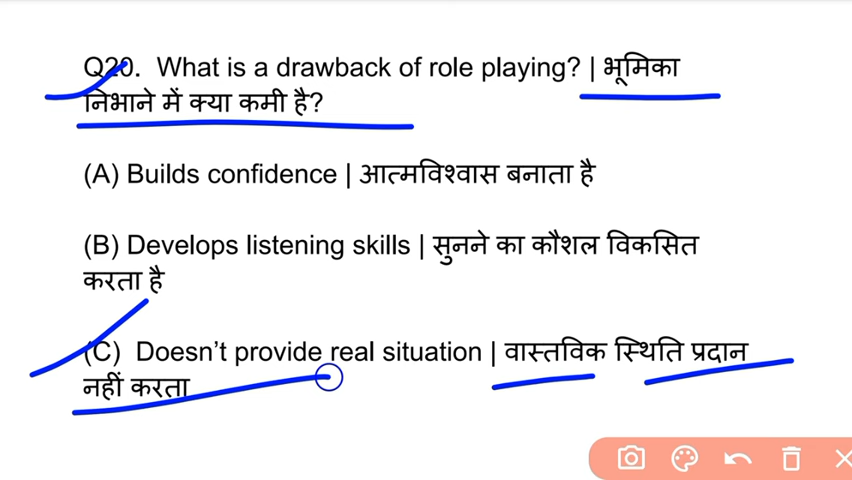 Q20. What is a drawback of role playing? | भूमिका
निभाने में क्या कमी है?
(A) Builds confidence | आत्मविश्वास बनाता है
(B) Develops listening skills | सुनने का कौशल विकसित
करता है
(C) Doesn't provide real situation | वास्तविक स्थिति प्रदान
नहीं करता